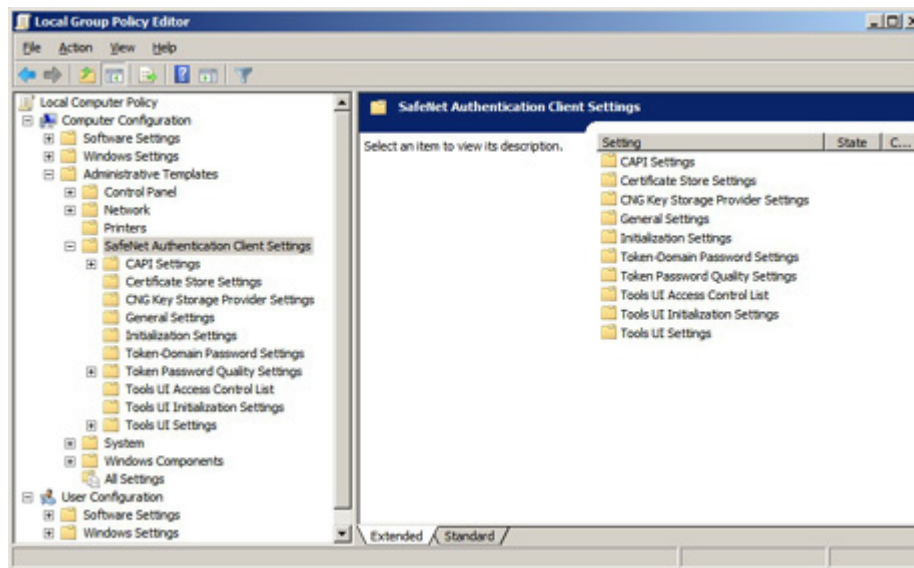 Local Group Policy Editor
File Action View Help
Local Computer Policy
Computer Configuration
Software Settings
Windows Settings
Administrative Templates
Control Panel
Network
Printers
SafeNet Authentication Client Settings
CAPI Settings
Certificate Store Settings
CNG Key Storage Provider Settings
General Settings
Initialization Settings
Token-Domain Password Settings
Token Password Quality Settings
Tools UI Access Control List
Tools UI Initialization Settings
Tools UI Settings
System
Windows Components
All Settings
User Configuration
Software Settings
Windows Settings
SafeNet Authentication Client Settings
Select an item to view its description.
Setting State C...
CAPI Settings
Certificate Store Settings
CNG Key Storage Provider Settings
General Settings
Initialization Settings
Token-Domain Password Settings
Token Password Quality Settings
Tools UI Access Control List
Tools UI Initialization Settings
Tools UI Settings
Extended Standard